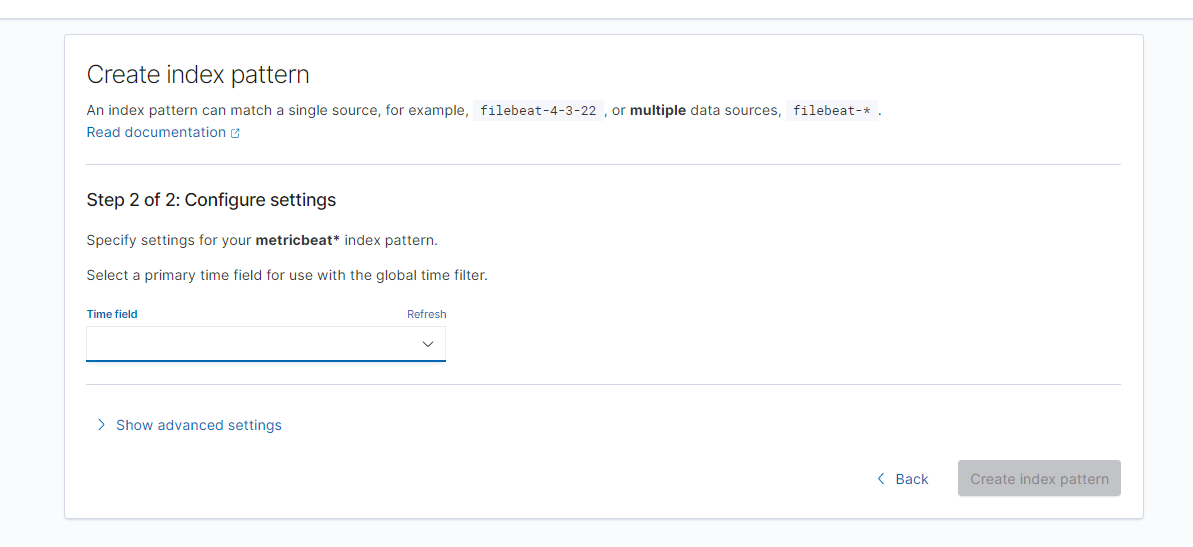 Create index pattern
An index pattern can match a single source, for example, filebeat-4-3-22 , or multiple data sources, filebeat-* .
Read documentation
Step 2 of 2: Configure settings
Specify settings for your metricbeat* index pattern.
Select a primary time field for use with the global time filter.
Time field Refresh
Show advanced settings
Back Create index pattern